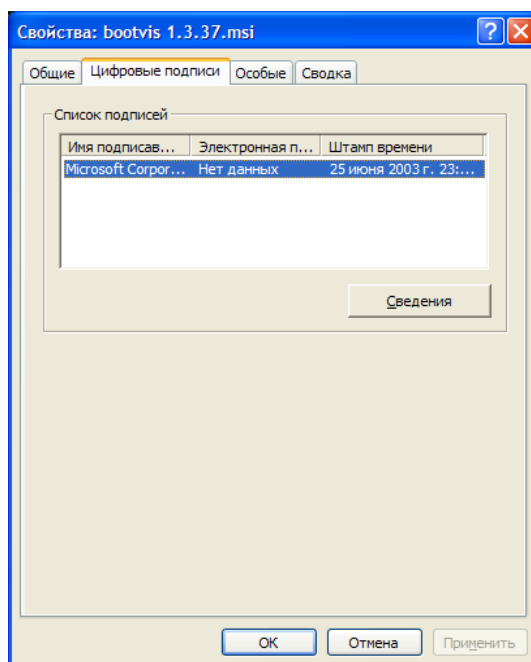 Свойства: bootvis 1.3.37.msi
Общие Цифровые подписи Особые Сводка
Список подписей
Имя подписав... Электронная п... Штамп времени
Microsoft Corpor... Нет данных 25 июня 2003 г. 23:...
Сведения
ОК Отмена Применить